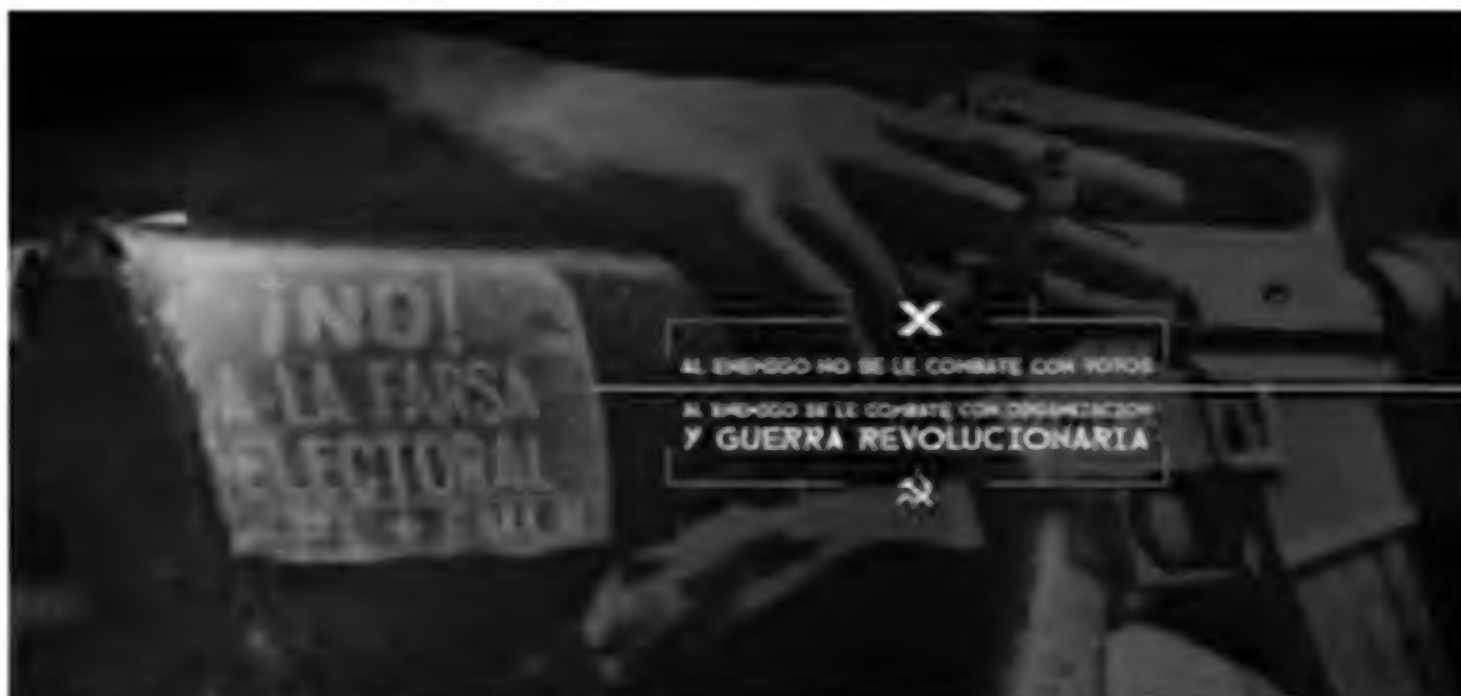 ¡NO!
A LA FARSA
ELECTORAL
AL ENEMIGO NO SE LE COMBATE CON VOTOS
AL ENEMIGO SE LE COMBATE CON ORGANIZACION
Y GUERRA REVOLUCIONARIA